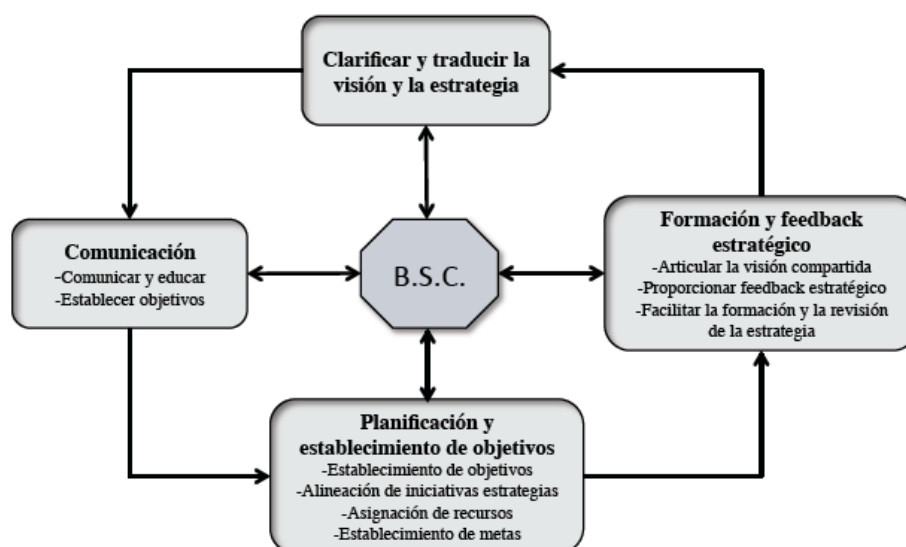 Clarificar y traducir la
visión y la estrategia
Comunicación
-Comunicar y educar
-Establecer objetivos
B.S.C.
Formación y feedback
estratégico
-Articular la visión compartida
-Proporcionar feedback estratégico
-Facilitar la formación y la revisión
de la estrategia
Planificación y
establecimiento de objetivos
-Establecimiento de objetivos
-Alineación de iniciativas estrategias
-Asignación de recursos
-Establecimiento de metas